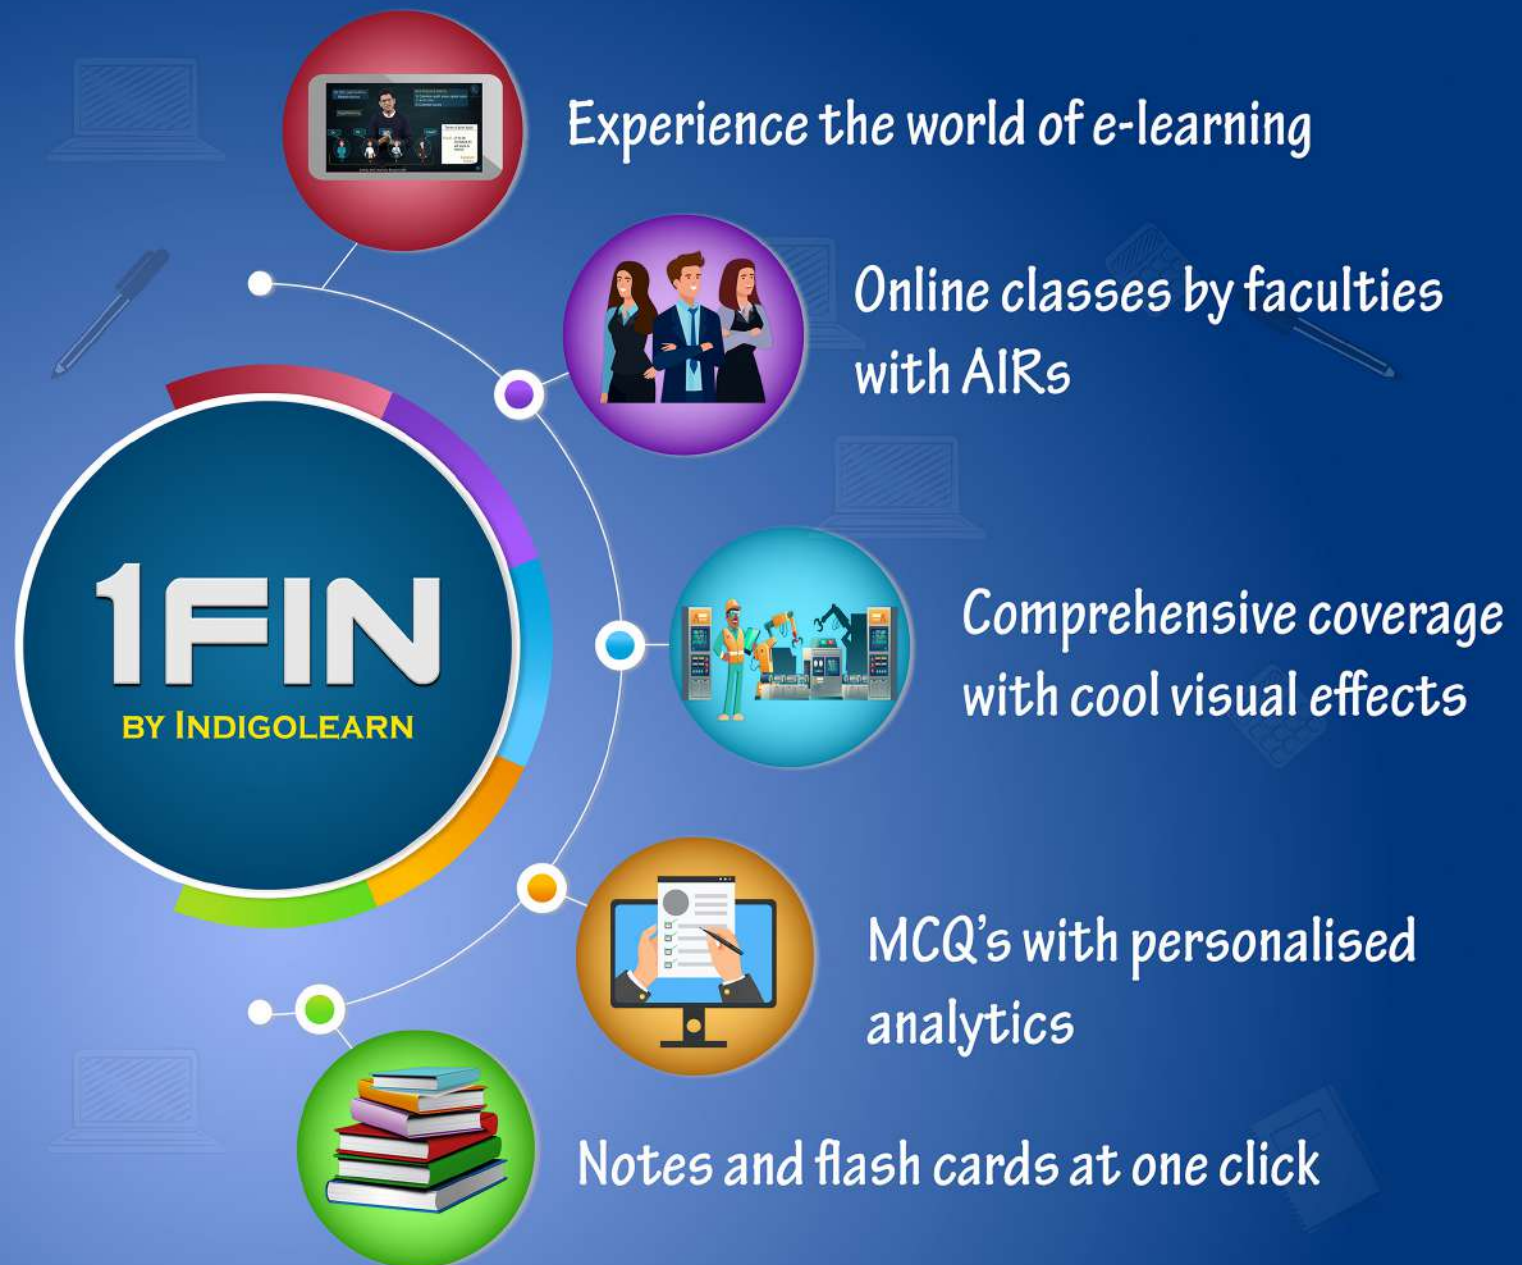 Experience the world of e-learning
Online classes by faculties
with AIRs
1FIN
BY INDIGOLEARN
Comprehensive coverage
with cool visual effects
MCQ's with personalised
analytics
Notes and flash cards at one click